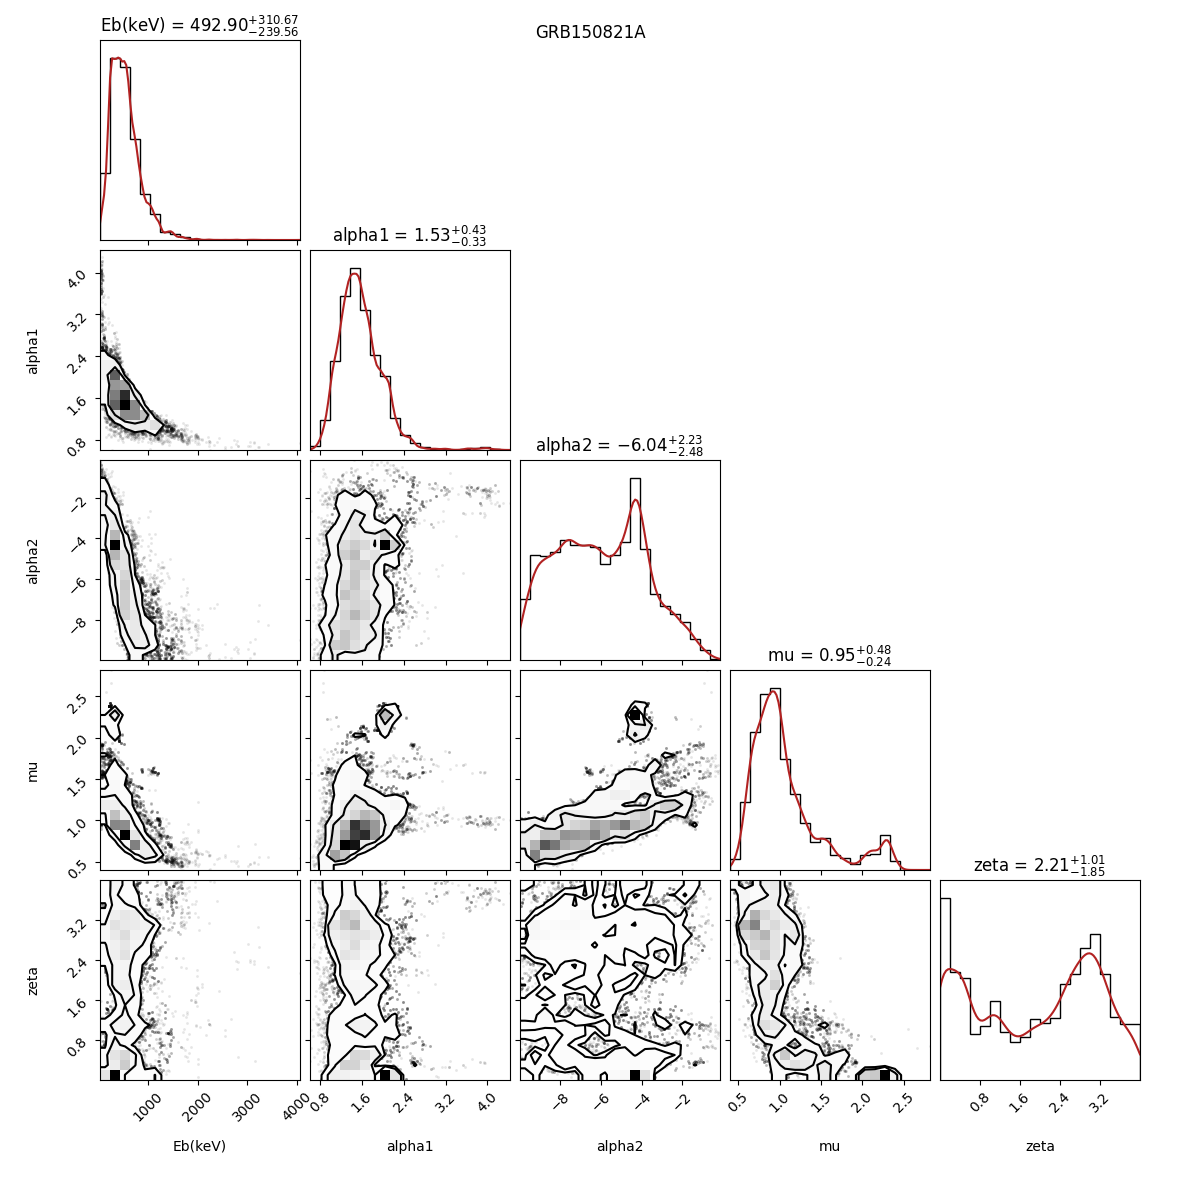 Eb(keV) = 492.90+310.67−239.56
GRB150821A
alpha1 = 1.53+0.43−0.33
4.0
3.2
2.4
1.6
0.8
alpha1
alpha2 = −6.04+2.23−2.48
−2
−4
−6
−8
alpha2
mu = 0.95+0.48−0.24
2.5
2.0
1.5
1.0
0.5
mu
zeta = 2.21+1.01−1.85
3.2
2.4
1.6
0.8
zeta
1000 2000 3000 4000 0.8 1.6 2.4 3.2 4.0 −8 −6 −4 −2 0.5 1.0 1.5 2.0 2.5 0.8 1.6 2.4 3.2
Eb(keV) alpha1 alpha2 mu zeta